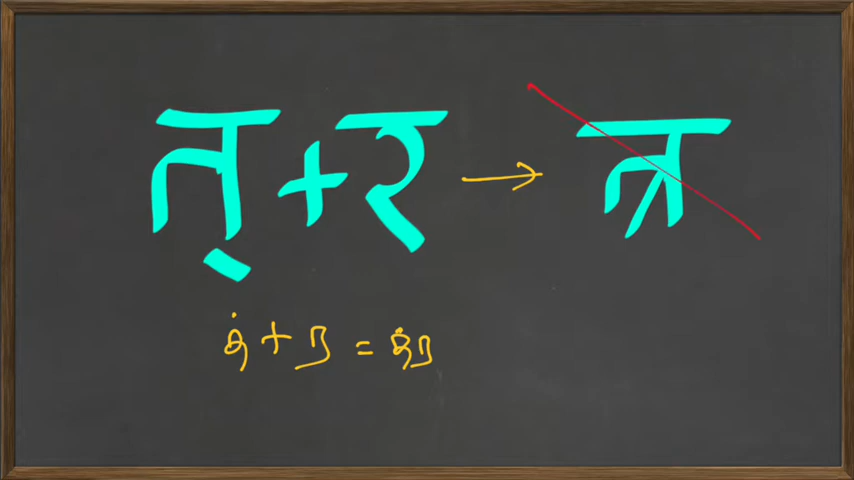 त् + र → त्र
த் + ர = த்ர